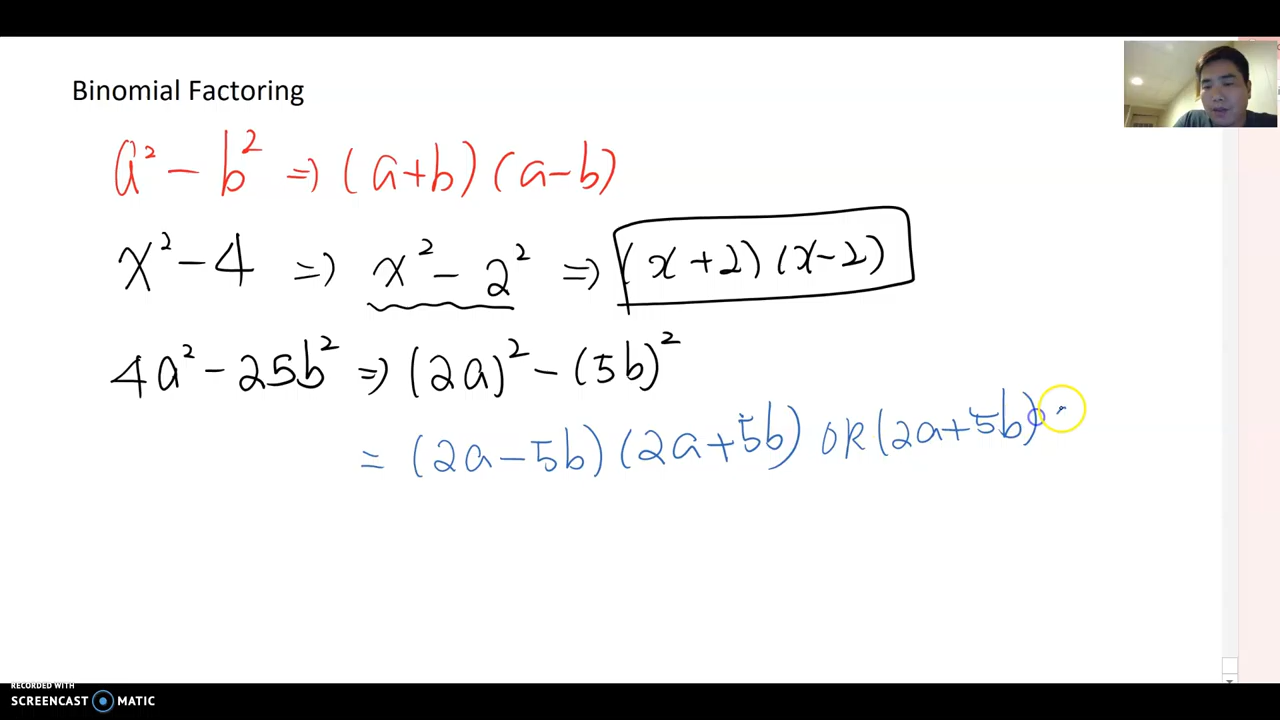 Binomial Factoring
a² − b² ⇒ (a+b)(a−b)
x² − 4 ⇒ x² − 2² ⇒ (x+2)(x−2)
4a² − 25b² ⇒ (2a)² − (5b)²
= (2a−5b)(2a+5b) OR (2a+5b)
RECORDED WITH
SCREENCAST MATIC